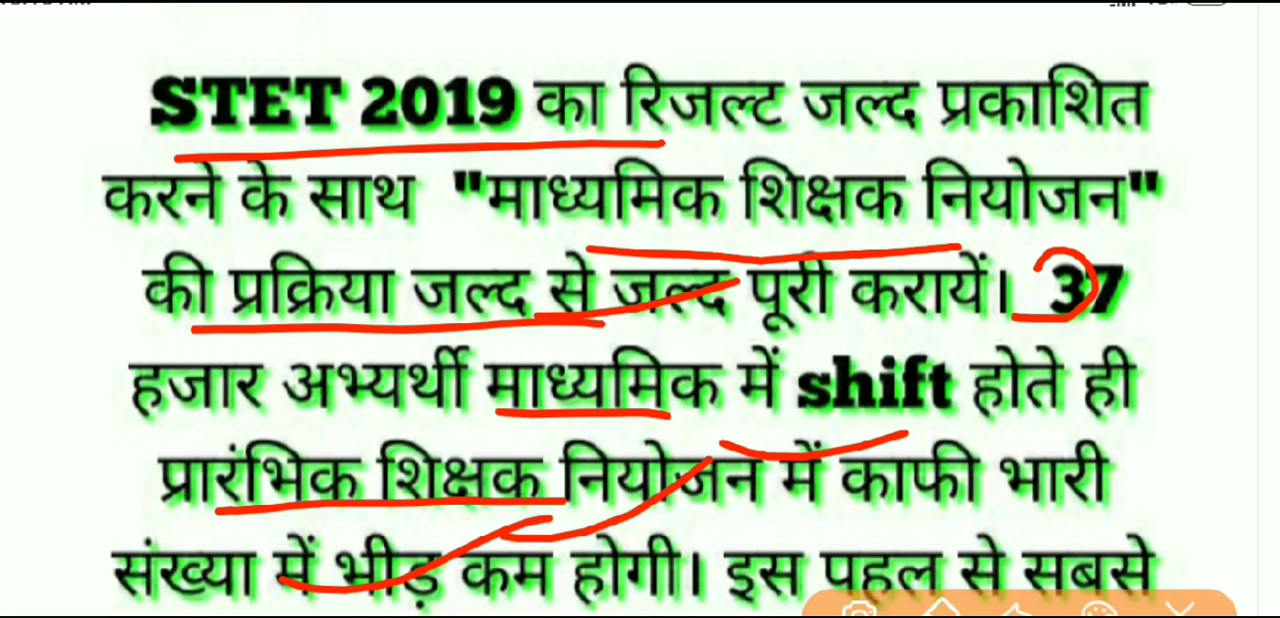 STET 2019 का रिजल्ट जल्द प्रकाशित
करने के साथ "माध्यमिक शिक्षक नियोजन"
की प्रक्रिया जल्द से जल्द पूरी करायें। 37
हजार अभ्यर्थी माध्यमिक में shift होते ही
प्रारंभिक शिक्षक नियोजन में काफी भारी
संख्या में भीड़ कम होगी। इस पहल से सबसे